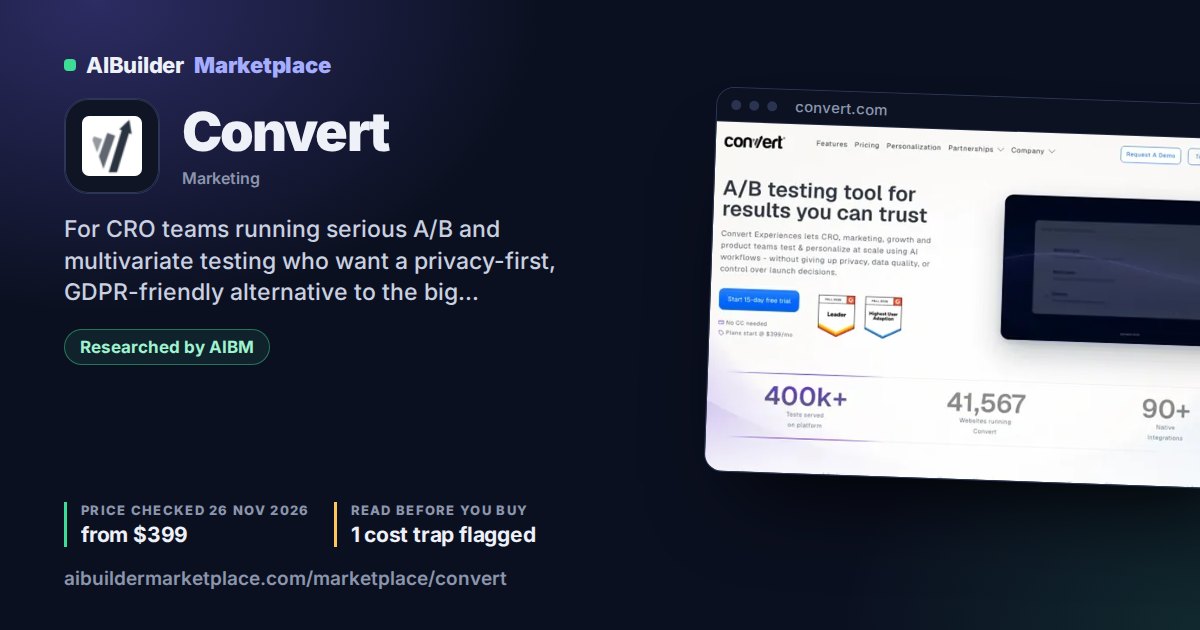 AIBuilder Marketplace
Convert
Marketing
For CRO teams running serious A/B and
multivariate testing who want a privacy-first,
GDPR-friendly alternative to the big...
Researched by AIBM
PRICE CHECKED 26 NOV 2026
from $399
READ BEFORE YOU BUY
1 cost trap flagged
aibuildermarketplace.com/marketplace/convert
convert.com
convert
Features Pricing Personalization Partnerships Company
Request A Demo
A/B testing tool for
results you can trust
Convert Experiences lets CRO, marketing, growth and
product teams test & personalize at scale using AI
workflows - without giving up privacy, data quality, or
control over launch decisions.
Start 15-day free trial
No CC needed
Plans start @ $399/mo
Leader
Highest User
Adoption
400k+
Tests served
on platform
41,567
Websites running
Convert
90+
Native
Integrations